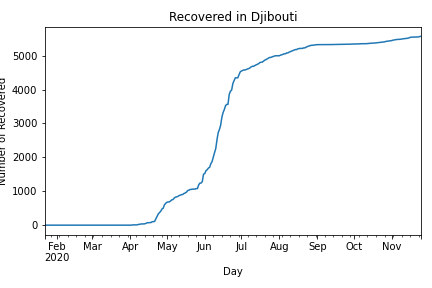 Recovered in Djibouti
Number of Recovered
5000
4000
3000
2000
1000
0
Feb Mar Apr May Jun Jul Aug Sep Oct Nov
2020
Day